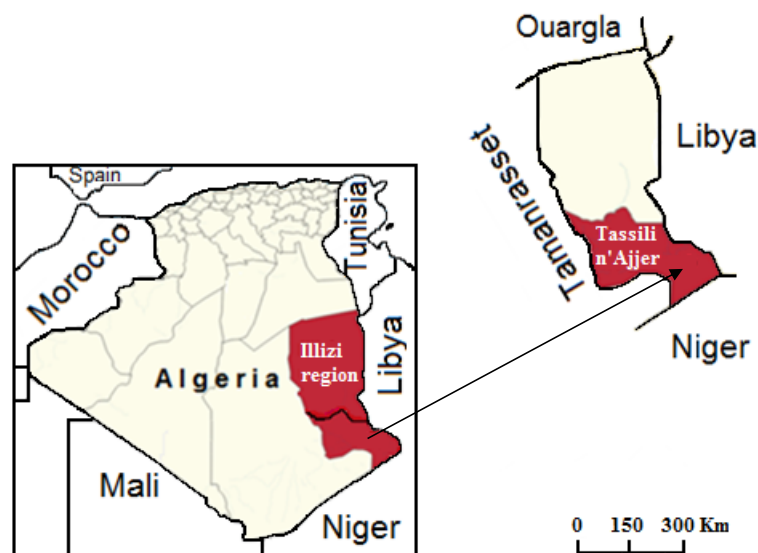 Ouargla
Libya
Tamanrasset
Tassili
n'Ajjer
Niger
Spain
Morocco
Tunisia
Illizi
region
Algeria
Libya
Mali
Niger
0 150 300 Km